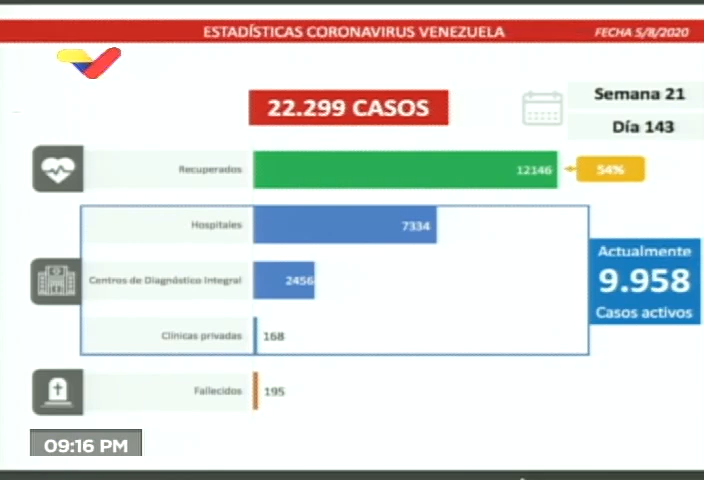 ESTADÍSTICAS CORONAVIRUS VENEZUELA
FECHA 5/8/2020
22.299 CASOS
Semana 21
Día 143
Recuperados
12146
54%
Hospitales
7334
Centros de Diagnóstico Integral
2456
Clínicas privadas
168
Actualmente
9.958
Casos activos
Fallecidos
195
09:16 PM